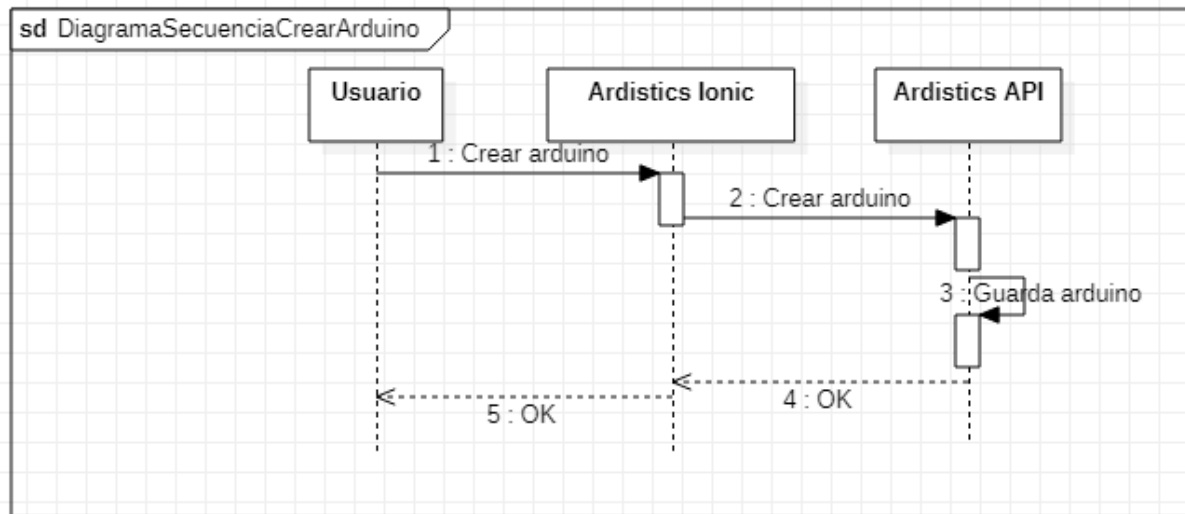 sd DiagramaSecuenciaCrearArduino
Usuario
Ardistics Ionic
Ardistics API
1 : Crear arduino
2 : Crear arduino
3 : Guarda arduino
4 : OK
5 : OK